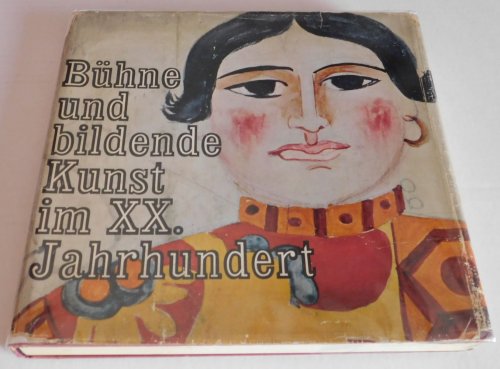 Bühne
und
bildende
Kunst
im XX.
Jahrhundert